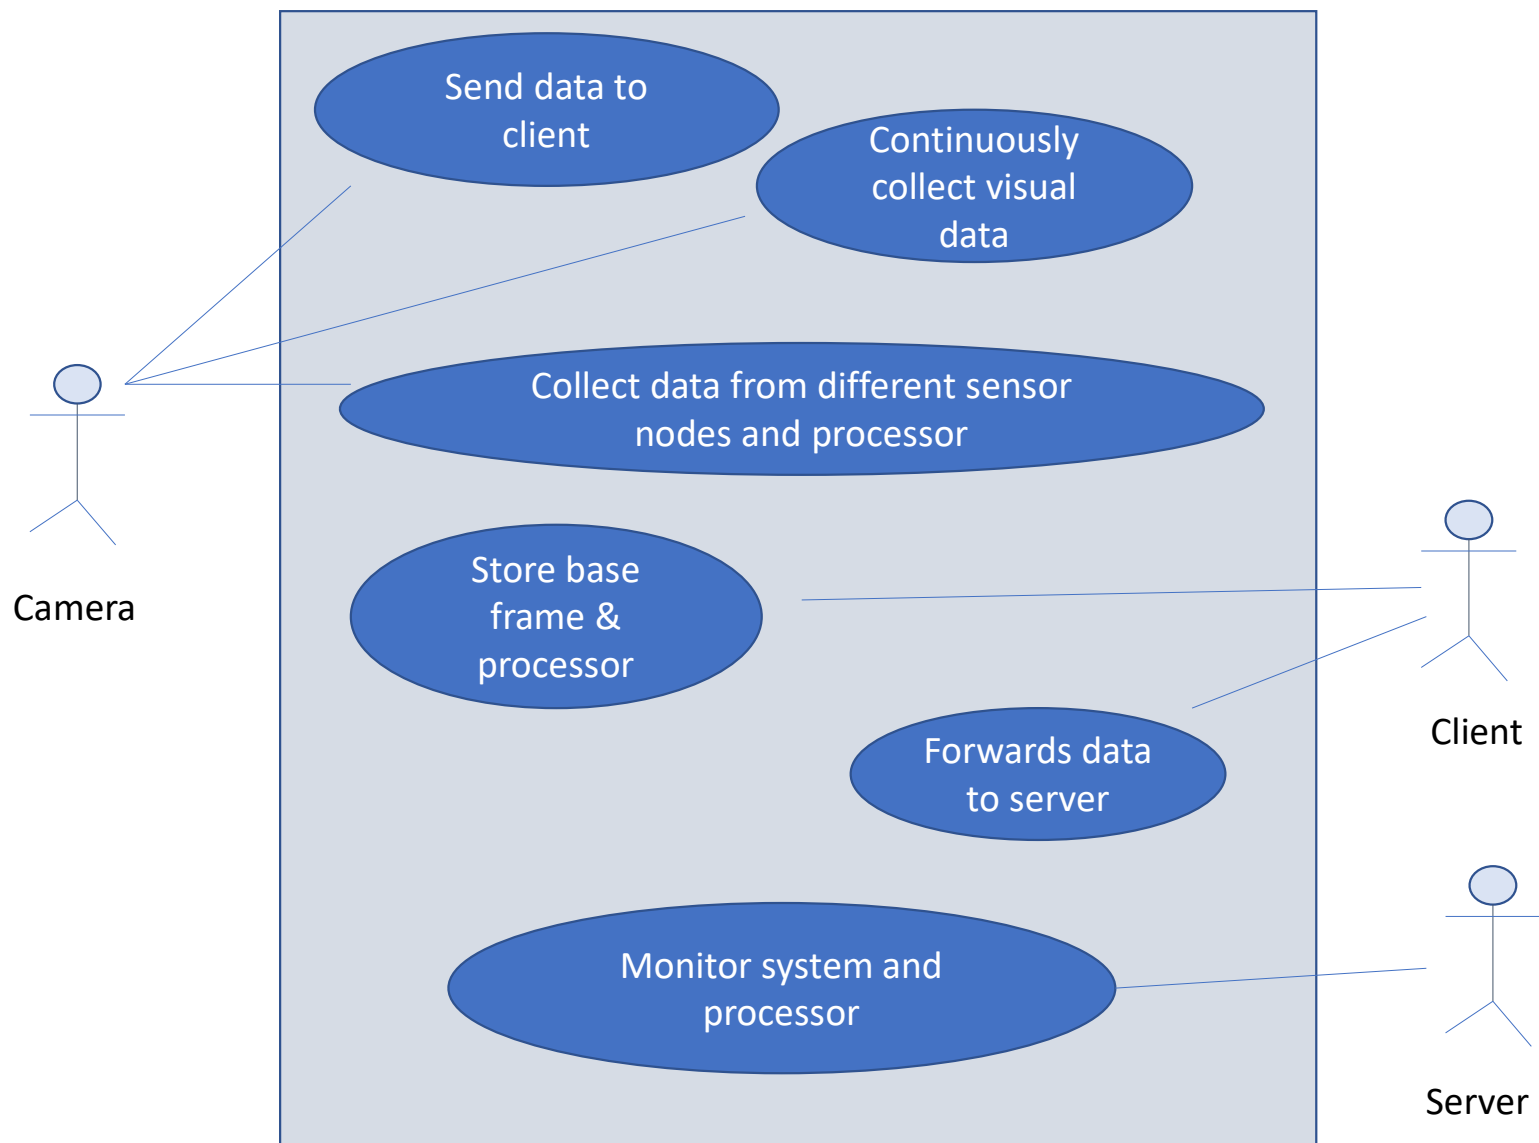 Send data to
client
Continuously
collect visual
data
Collect data from different sensor
nodes and processor
Camera
Store base
frame &
processor
Client
Forwards data
to server
Monitor system and
processor
Server